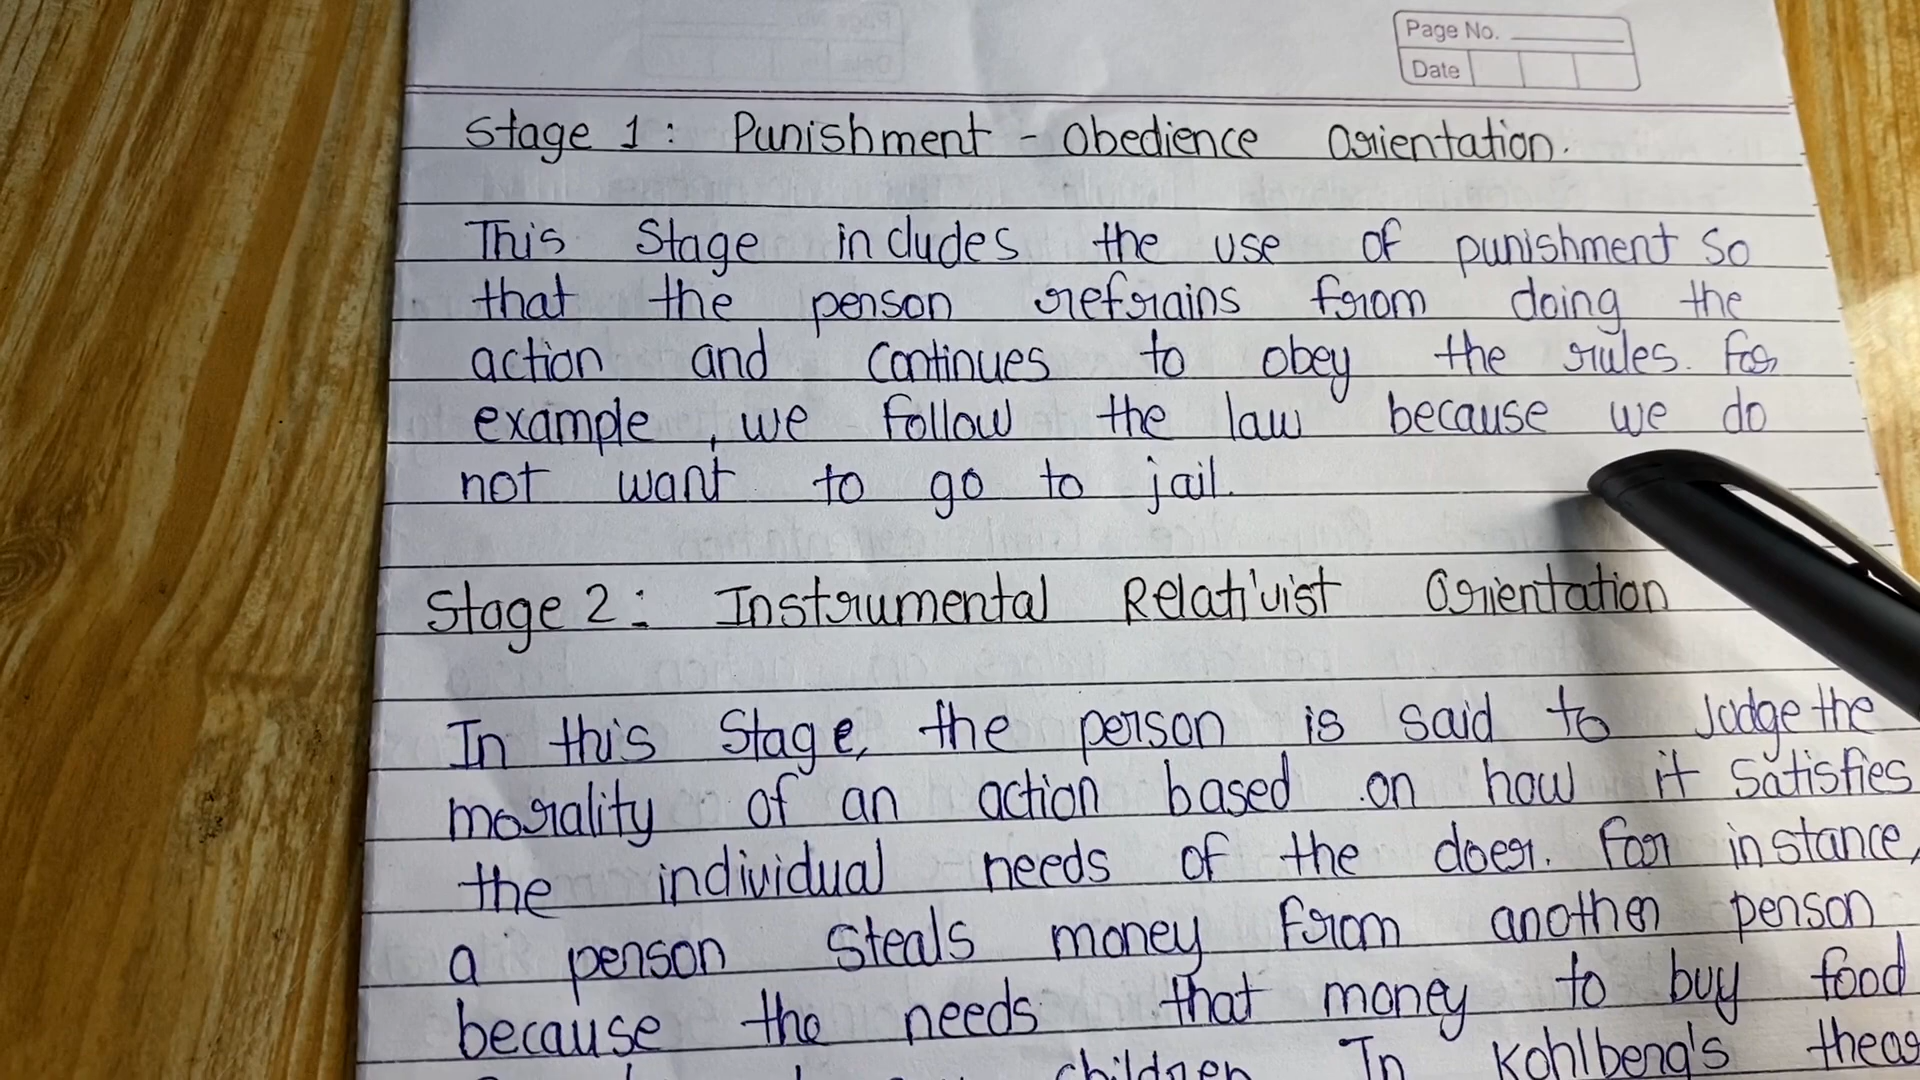 Page No.
Date
Stage 1: Punishment - Obedience Orientation.
This Stage includes the use of punishment so
that the person refrains from doing the
action and continues to obey the rules. For
example, we follow the law because we do
not want to go to jail.
Stage 2: Instrumental Relativist Orientation
In this Stage, the person is said to Judge the
morality of an action based on how it satisfies
the individual needs of the doer. For instance,
a person steals money from another person
because the needs that money to buy food
children. In Kohlberg's